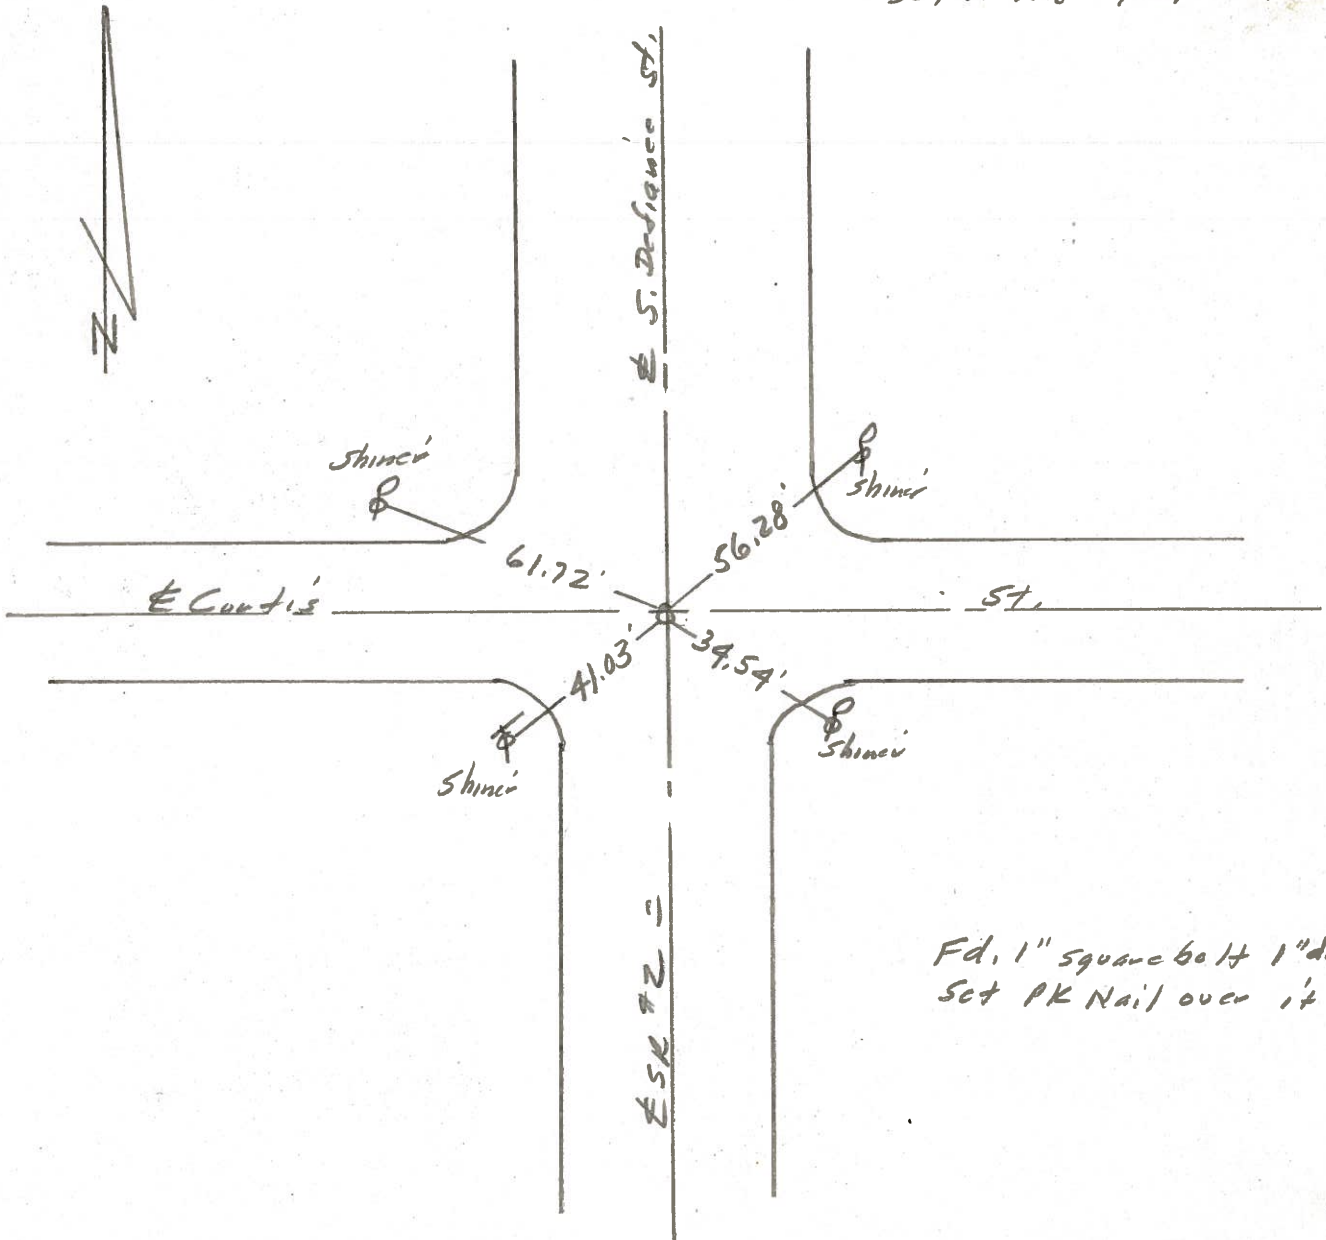 N
℄ S. Defiance St.
shiner
shiner
61.72'
56.28'
℄ Curtis St.
41.03'
34.54'
shiner
shiner
℄ SR #2 =
Fd. 1" square bolt 1"
Set PK Nail over it